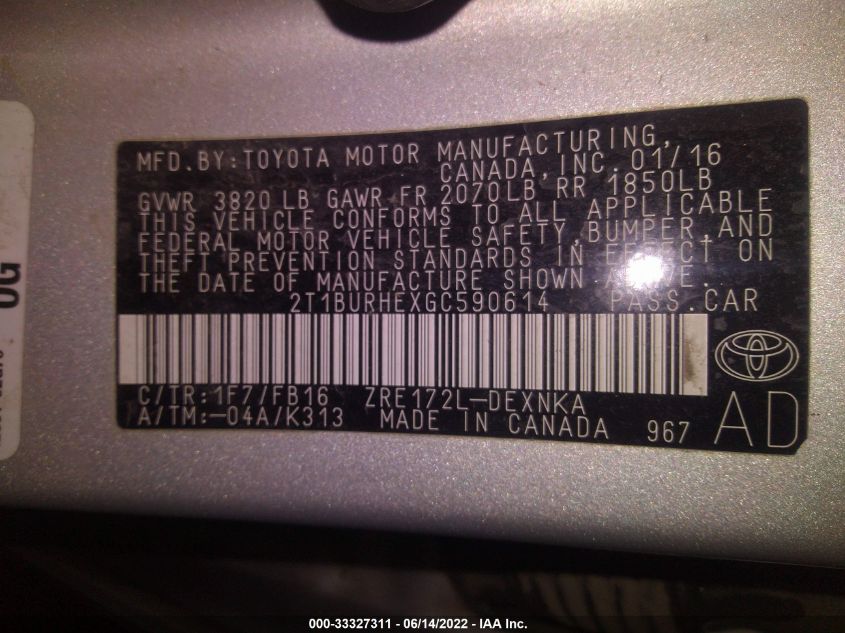 MFD.BY:TOYOTA MOTOR MANUFACTURING,
CANADA,INC. 01/16
GVWR 3820 LB GAWR FR 2070LB RR 1850LB
THIS VEHICLE CONFORMS TO ALL APPLICABLE
FEDERAL MOTOR VEHICLE SAFETY,BUMPER,AND
THEFT PREVENTION STANDARDS IN EFFECT ON
THE DATE OF MANUFACTURE SHOWN ABOVE.
2T1BURHEXGC590614 PASS.CAR
C/TR:1F7/FB16 ZRE172L-DEXNKA
A/TM:-04A/K313 MADE IN CANADA 967 AD
000-33327311 - 06/14/2022 - IAA Inc.